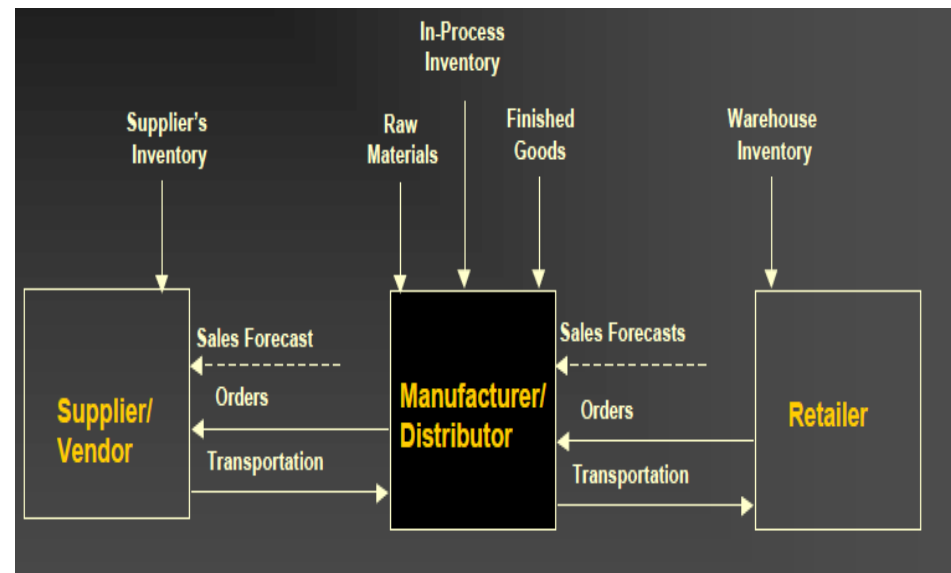 In-Process
Inventory
Supplier's
Inventory
Raw
Materials
Finished
Goods
Warehouse
Inventory
Sales Forecast
Orders
Transportation
Supplier/
Vendor
Manufacturer/
Distributor
Sales Forecasts
Orders
Transportation
Retailer